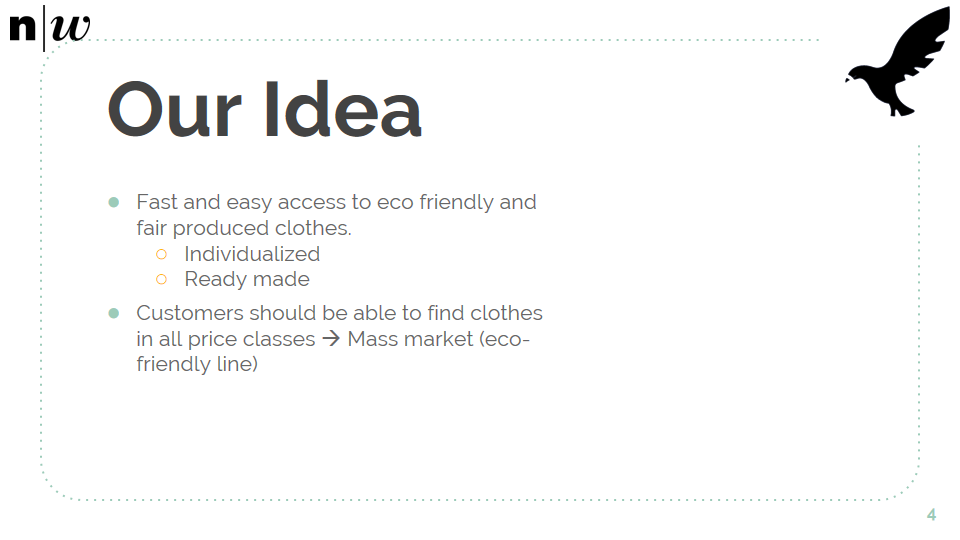 n|w
Our Idea
● Fast and easy access to eco friendly and
fair produced clothes.
○ Individualized
○ Ready made
● Customers should be able to find clothes
in all price classes → Mass market (eco-
friendly line)
4